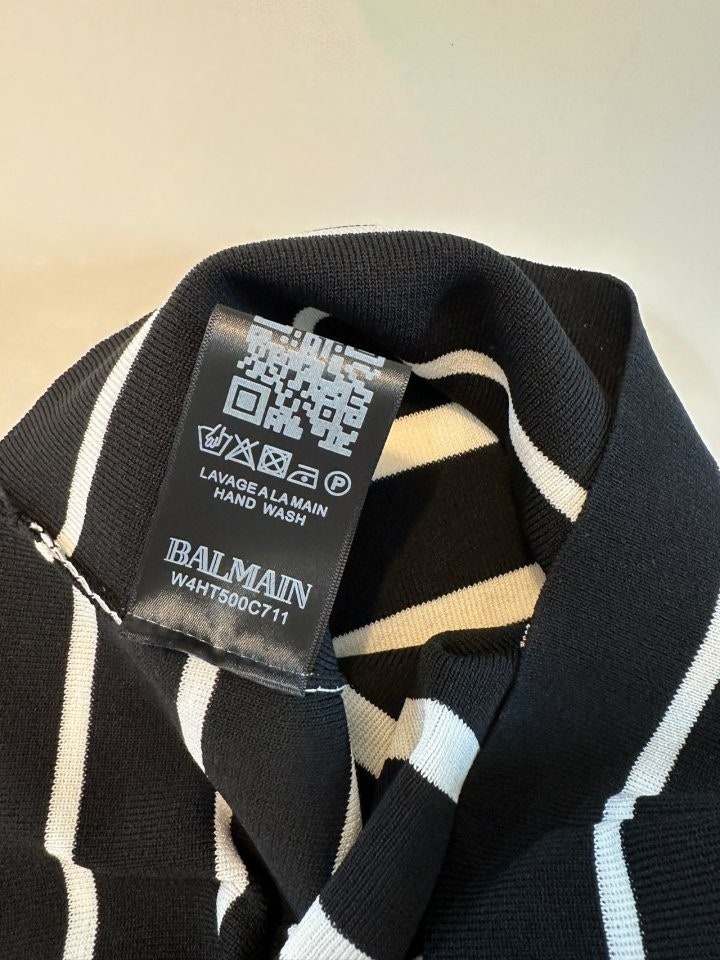 P
LAVAGE A LA MAIN
HAND WASH
BALMAIN
W4HT500C711